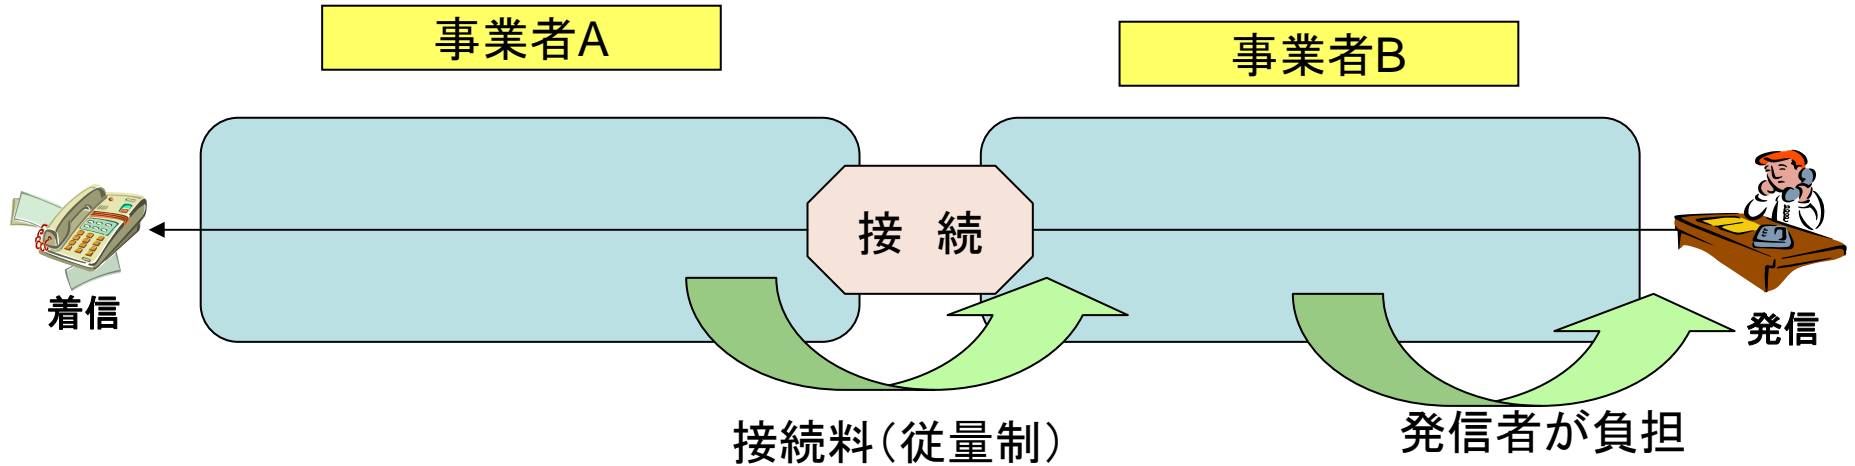 事業者A
事業者B
接 続
着信
発信
接続料(従量制)
発信者が負担